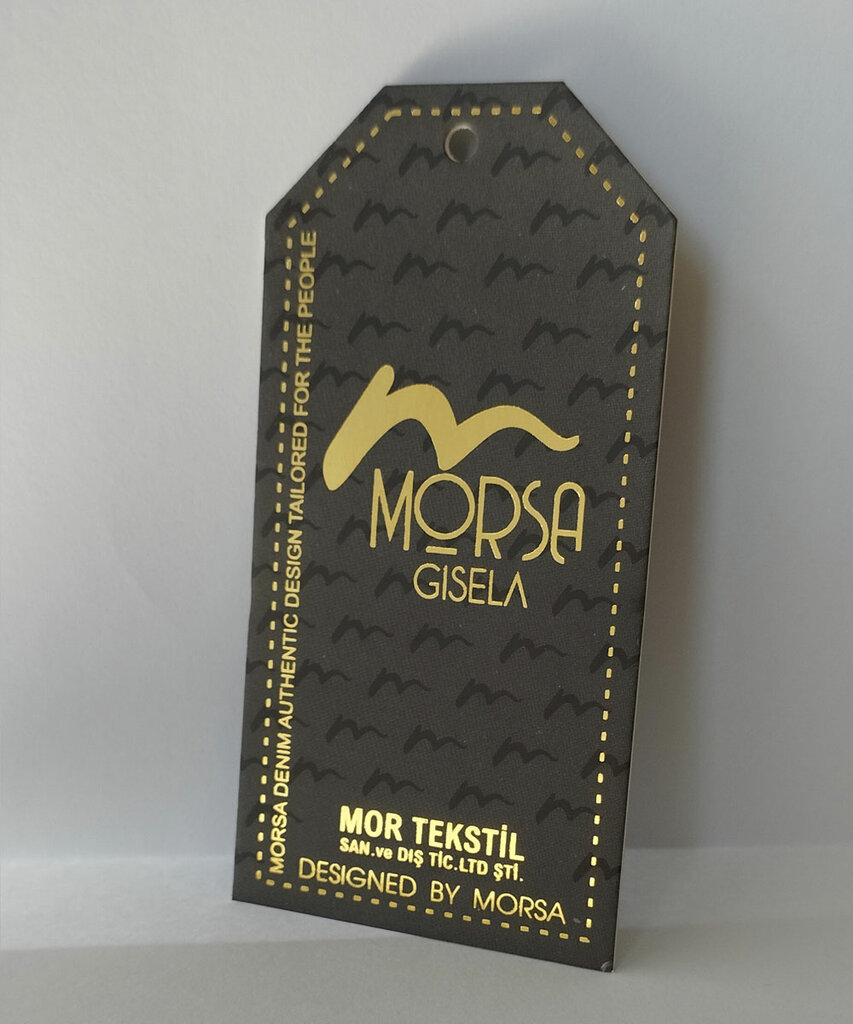 MORSA DENIM AUTHENTIC DESIGN TAILORED FOR THE PEOPLE
MORSA
GISELA
MOR TEKSTİL
SAN.ve DIŞ TİC.LTD ŞTİ.
DESIGNED BY MORSA